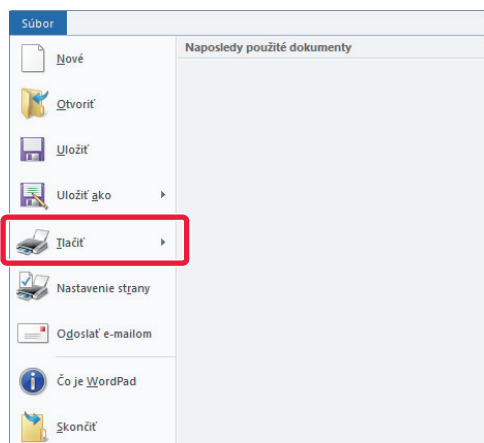 Súbor
Naposledy použité dokumenty
Nové
Otvoriť
Uložiť
Uložiť ako
Tlačiť
Nastavenie strany
Odoslať e-mailom
Čo je WordPad
Skončiť